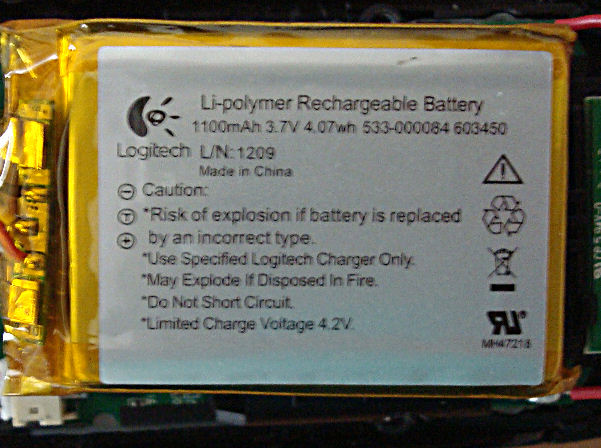 Li-polymer Rechargeable Battery
1100mAh 3.7V 4.07wh 533-000084 603450
Logitech L/N: 1209
Made in China
Caution:
*Risk of explosion if battery is replaced
by an incorrect type.
*Use Specified Logitech Charger Only.
*May Explode If Disposed In Fire.
*Do Not Short Circuit.
*Limited Charge Voltage 4.2V.
MH47218